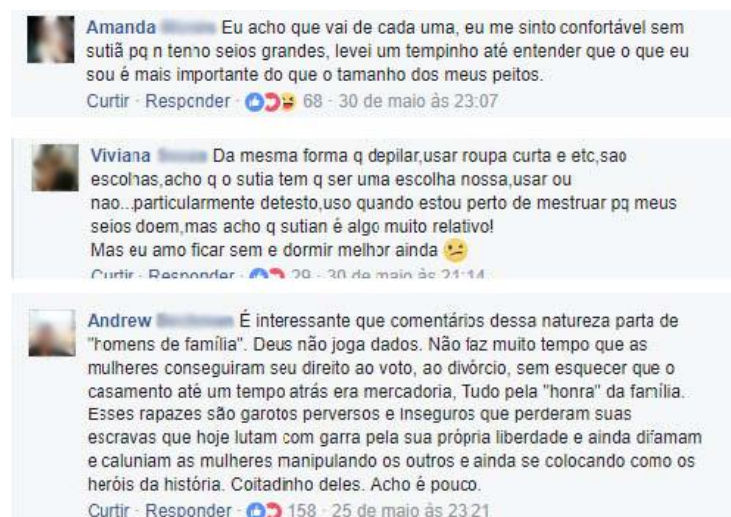 Amanda Eu acho que vai de cada uma, eu me sinto confortável sem
sutiã pq n tenho seios grandes, levei um tempinho até entender que o que eu
sou é mais importante do que o tamanho dos meus peitos.
Curtir · Responder · 68 · 30 de maio às 23:07
Viviana Da mesma forma q depilar,usar roupa curta e etc,sao
escolhas,acho q o sutia tem q ser uma escolha nossa,usar ou
nao...particularmente detesto,uso quando estou perto de mestruar pq meus
seios doem,mas acho q sutian é algo muito relativo!
Mas eu amo ficar sem e dormir melhor ainda
Curtir · Responder · 29 · 30 de maio às 21:14
Andrew É interessante que comentários dessa natureza parta de
"homens de família". Deus não joga dados. Não faz muito tempo que as
mulheres conseguiram seu direito ao voto, ao divórcio, sem esquecer que o
casamento até um tempo atrás era mercadoria, Tudo pela "honra" da família.
Esses rapazes são garotos perversos e Inseguros que perderam suas
escravas que hoje lutam com garra pela sua própria liberdade e ainda difamam
e caluniam as mulheres manipulando os outros e ainda se colocando como os
heróis da história. Coitadinho deles. Acho é pouco.
Curtir · Responder · 158 · 25 de maio às 23:21